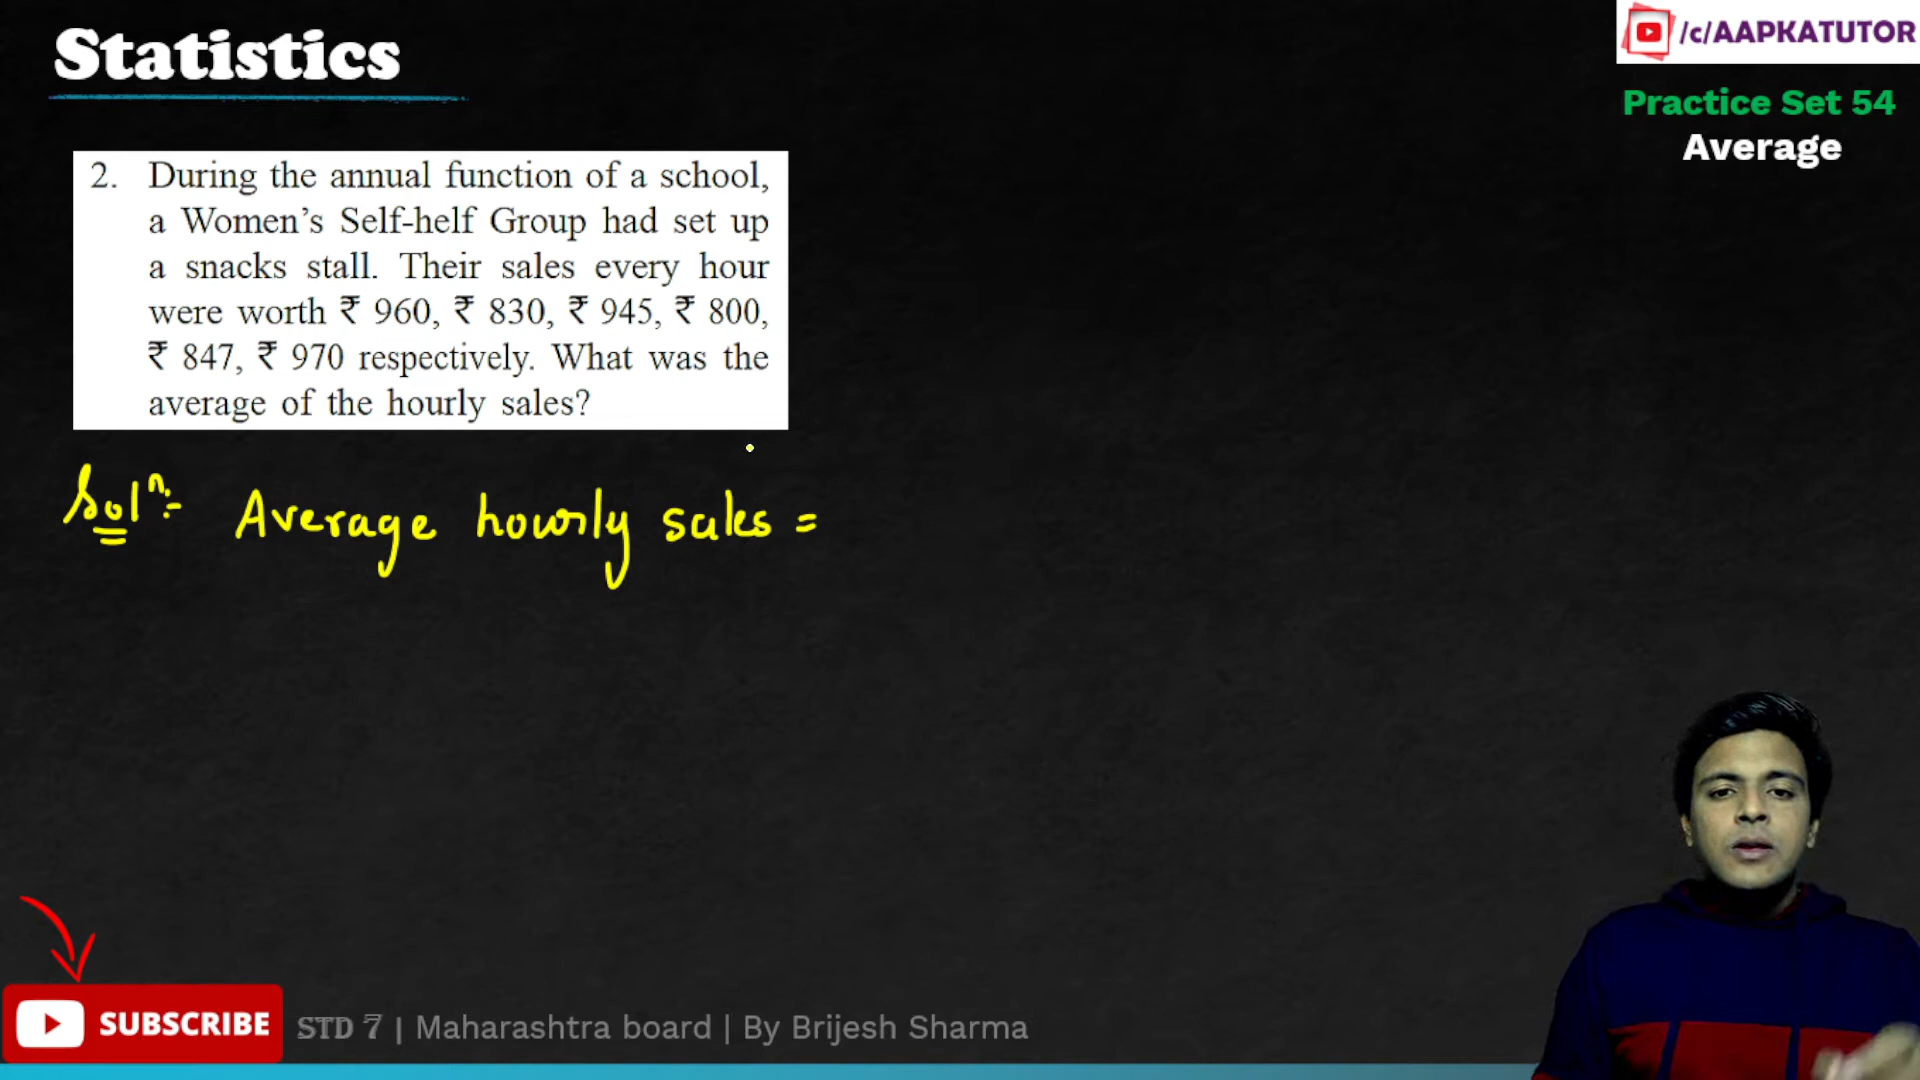 Statistics
/c/AAPKATUTOR
Practice Set 54
Average
2. During the annual function of a school,
a Women’s Self-helf Group had set up
a snacks stall. Their sales every hour
were worth ₹ 960, ₹ 830, ₹ 945, ₹ 800,
₹ 847, ₹ 970 respectively. What was the
average of the hourly sales?
Solⁿ:- Average hourly sales =
SUBSCRIBE
STD 7 | Maharashtra board | By Brijesh Sharma